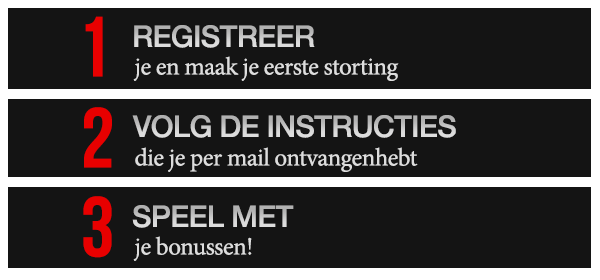 1 REGISTREER
je en maak je eerste storting
2 VOLG DE INSTRUCTIES
die je per mail ontvangenhebt
3 SPEEL MET
je bonussen!